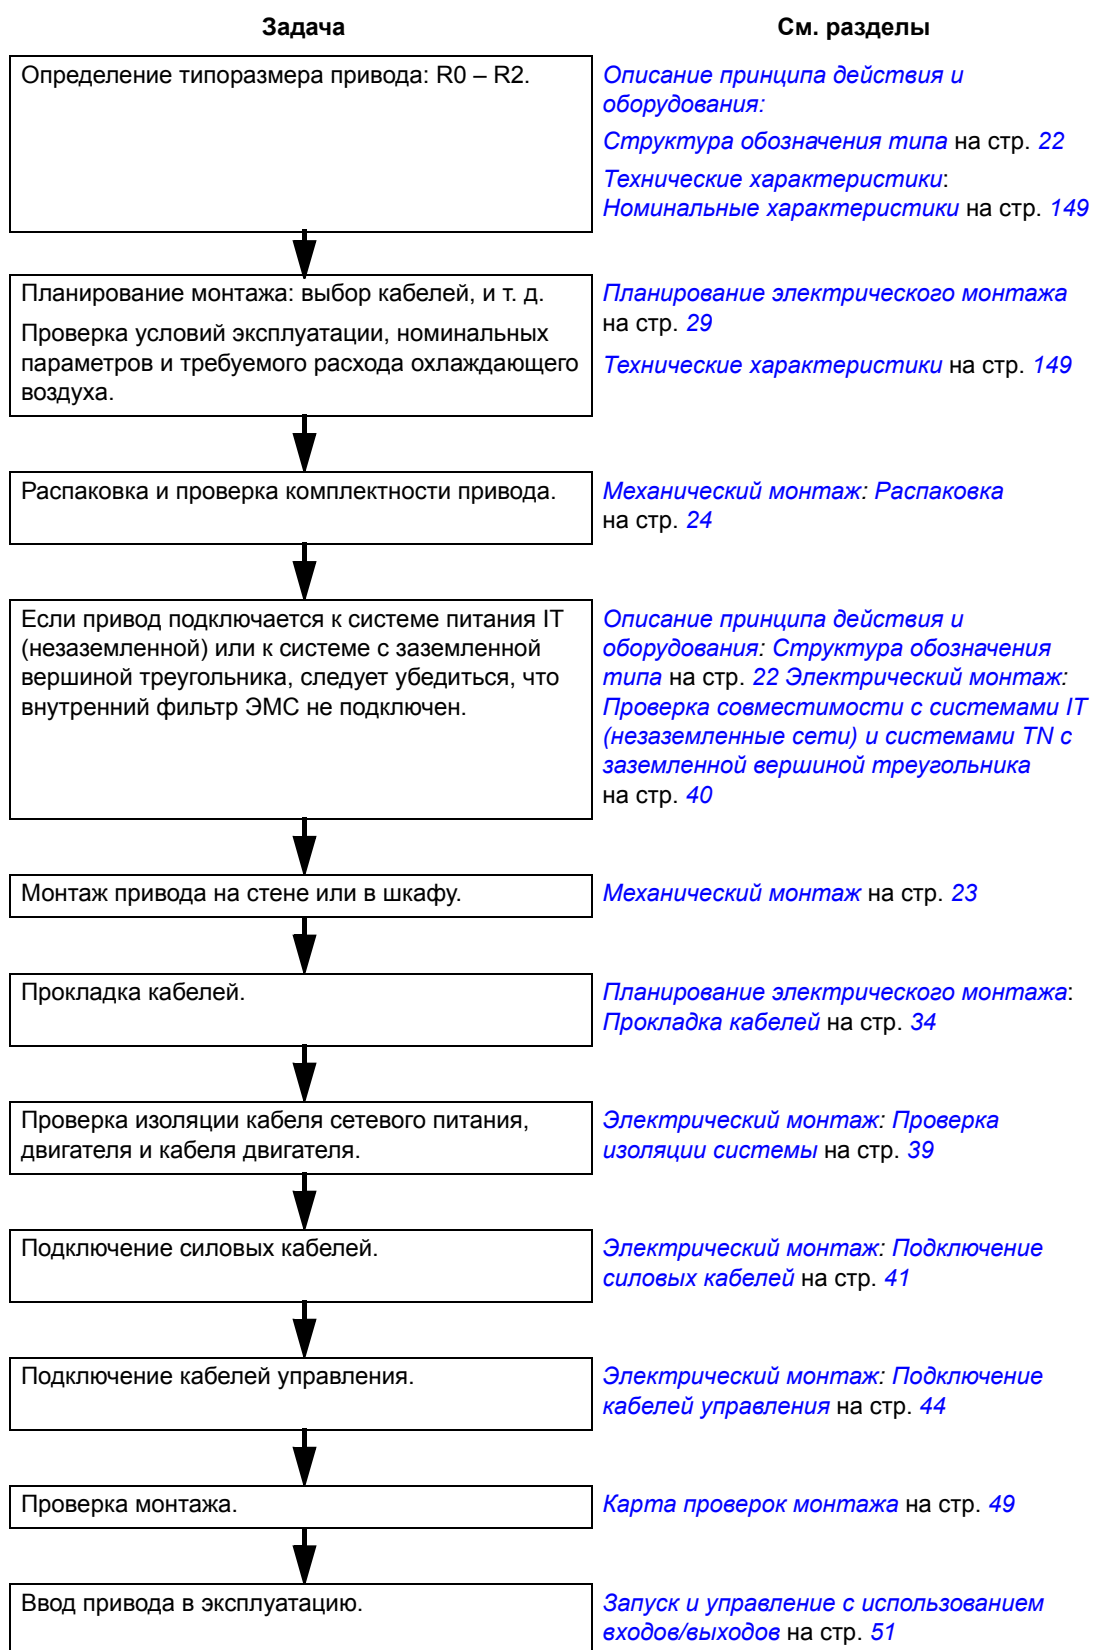 Задача
См. разделы
Определение типоразмера привода: R0 – R2.
Описание принципа действия и
оборудования:
Структура обозначения типа на стр. 22
Технические характеристики:
Номинальные характеристики на стр. 149
Планирование монтажа: выбор кабелей, и т. д.
Проверка условий эксплуатации, номинальных
параметров и требуемого расхода охлаждающего
воздуха.
Планирование электрического монтажа
на стр. 29
Технические характеристики на стр. 149
Распаковка и проверка комплектности привода.
Механический монтаж: Распаковка
на стр. 24
Если привод подключается к системе питания IT
(незаземленной) или к системе с заземленной
вершиной треугольника, следует убедиться, что
внутренний фильтр ЭМС не подключен.
Описание принципа действия и
оборудования: Структура обозначения
типа на стр. 22 Электрический монтаж:
Проверка совместимости с системами IT
(незаземленные сети) и системами TN с
заземленной вершиной треугольника
на стр. 40
Монтаж привода на стене или в шкафу.
Механический монтаж на стр. 23
Прокладка кабелей.
Планирование электрического монтажа:
Прокладка кабелей на стр. 34
Проверка изоляции кабеля сетевого питания,
двигателя и кабеля двигателя.
Электрический монтаж: Проверка
изоляции системы на стр. 39
Подключение силовых кабелей.
Электрический монтаж: Подключение
силовых кабелей на стр. 41
Подключение кабелей управления.
Электрический монтаж: Подключение
кабелей управления на стр. 44
Проверка монтажа.
Карта проверок монтажа на стр. 49
Ввод привода в эксплуатацию.
Запуск и управление с использованием
входов/выходов на стр. 51